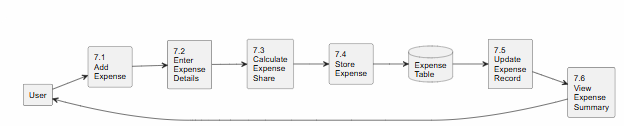 User
7.1
Add
Expense
7.2
Enter
Expense
Details
7.3
Calculate
Expense
Share
7.4
Store
Expense
Expense
Table
7.5
Update
Expense
Record
7.6
View
Expense
Summary